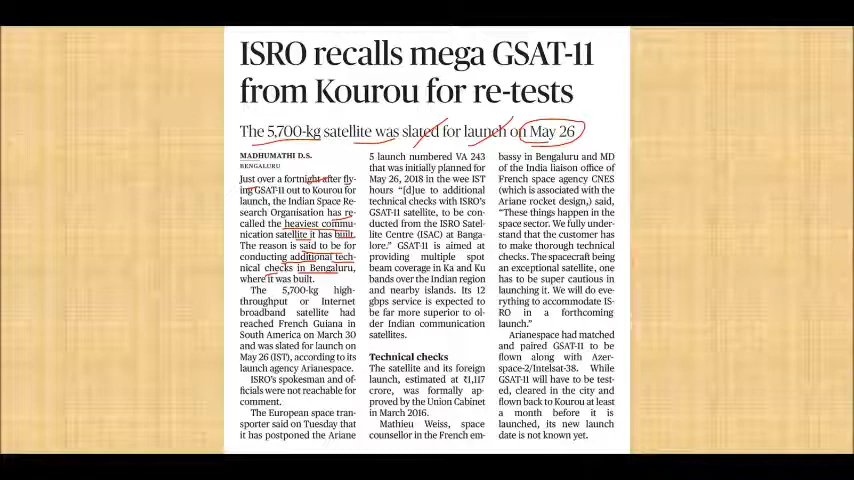 ISRO recalls mega GSAT-11
from Kourou for re-tests
The 5,700-kg satellite was slated for launch on May 26
MADHUMATHI D.S.
BENGALURU
Just over a fortnight after fly-
ing GSAT-11 out to Kourou for
launch, the Indian Space Re-
search Organisation has re-
called the heaviest commu-
nication satellite it has built.
The reason is said to be for
conducting additional tech-
nical checks in Bengaluru,
where it was built.
The 5,700-kg high-
throughput or Internet
broadband satellite had
reached French Guiana in
South America on March 30
and was slated for launch on
May 26 (IST), according to its
launch agency Arianespace.
ISRO's spokesman and of-
ficials were not reachable for
comment.
The European space tran-
sporter said on Tuesday that
it has postponed the Ariane
5 launch numbered VA 243
that was initially planned for
May 26, 2018 in the wee IST
hours "[d]ue to additional
technical checks with ISRO's
GSAT-11 satellite, to be con-
ducted from the ISRO Satel-
lite Centre (ISAC) at Banga-
lore." GSAT-11 is aimed at
providing multiple spot
beam coverage in Ka and Ku
bands over the Indian region
and nearby islands. Its 12
gbps service is expected to
be far more superior to ol-
der Indian communication
satellites.
Technical checks
The satellite and its foreign
launch, estimated at ₹1,117
crore, was formally ap-
proved by the Union Cabinet
in March 2016.
Mathieu Weiss, space
counsellor in the French em-
bassy in Bengaluru and MD
of the India liaison office of
French space agency CNES
(which is associated with the
Ariane rocket design,) said,
"These things happen in the
space sector. We fully under-
stand that the customer has
to make thorough technical
checks. The spacecraft being
an exceptional satellite, one
has to be super cautious in
launching it. We will do eve-
rything to accommodate IS-
RO in a forthcoming
launch."
Arianespace had matched
and paired GSAT-11 to be
flown along with Azer-
space-2/Intelsat-38. While
GSAT-11 will have to be test-
ed, cleared in the city and
flown back to Kourou at least
a month before it is
launched, its new launch
date is not known yet.